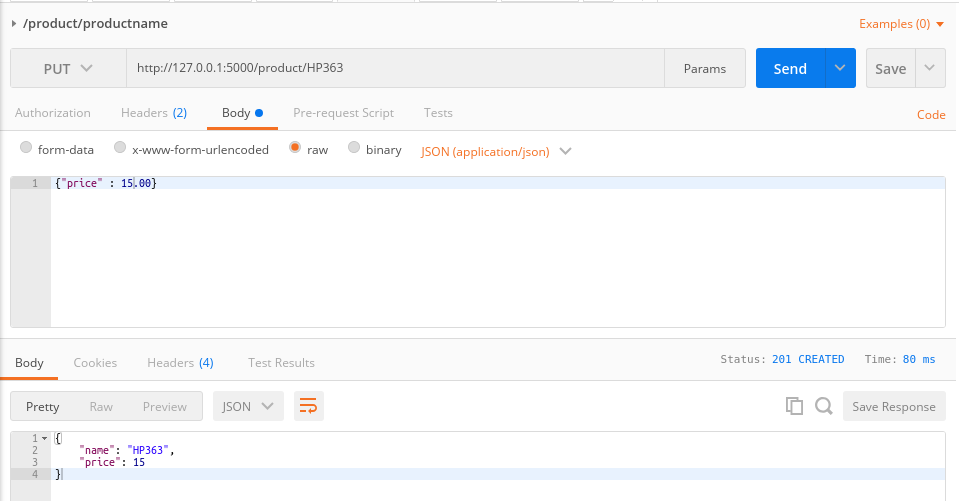 /product/productname Examples (0)
PUT http://127.0.0.1:5000/product/HP363 Params Send Save
Authorization Headers (2) Body Pre-request Script Tests Code
form-data x-www-form-urlencoded raw binary JSON (application/json)
1 {"price" : 15.00}
Body Cookies Headers (4) Test Results Status: 201 CREATED Time: 80 ms
Pretty Raw Preview JSON Save Response
1 {
2 "name": "HP363",
3 "price": 15
4 }